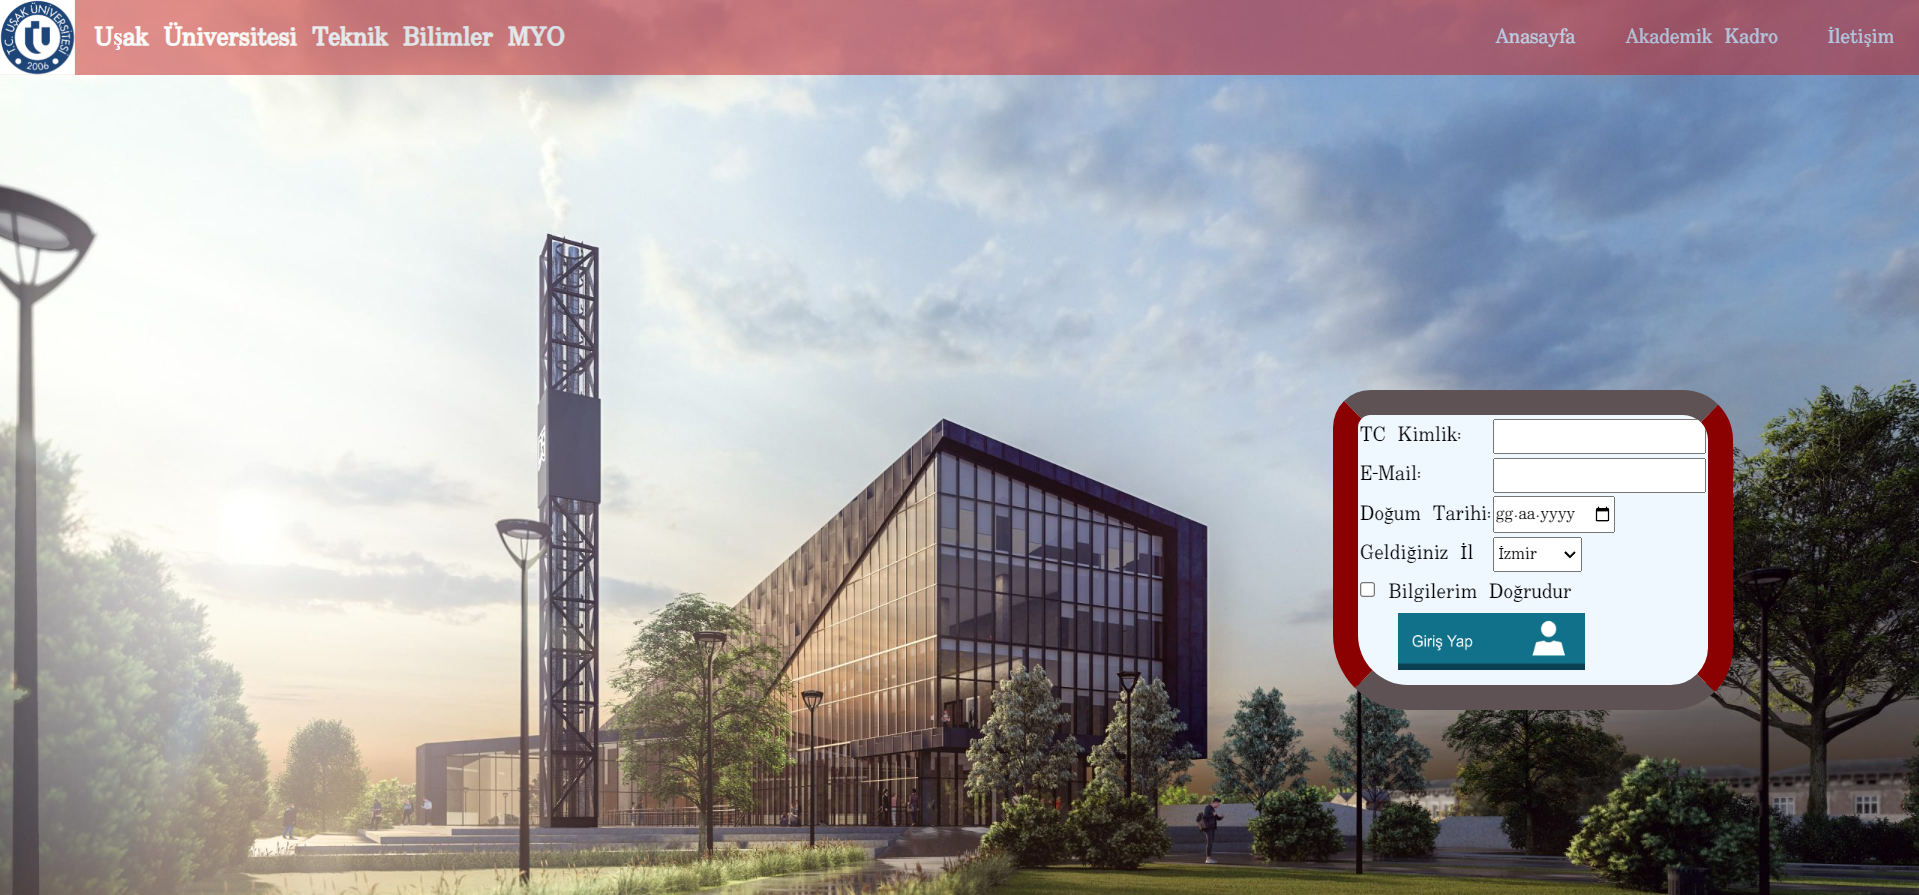 T.C. UŞAK ÜNİVERSİTESİ
2006
Uşak Üniversitesi Teknik Bilimler MYO
Anasayfa
Akademik Kadro
İletişim
TC Kimlik:
E-Mail:
Doğum Tarihi: gg.aa.yyyy
Geldiğiniz İl İzmir
Bilgilerim Doğrudur
Giriş Yap